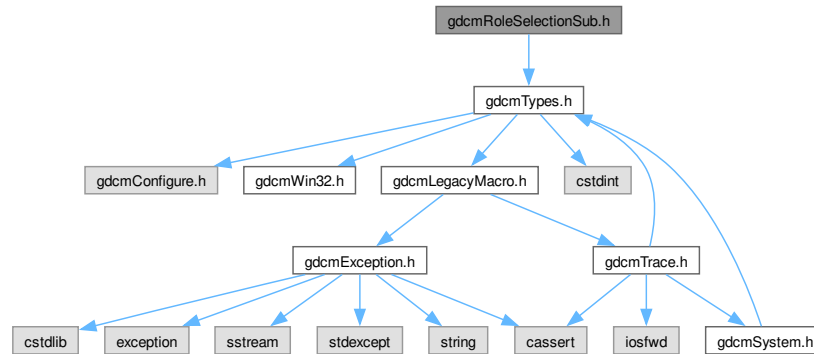 gdcmRoleSelectionSub.h
gdcmTypes.h
gdcmConfigure.h
gdcmWin32.h
gdcmLegacyMacro.h
cstdint
gdcmException.h
gdcmTrace.h
cstdlib
exception
sstream
stdexcept
string
cassert
iosfwd
gdcmSystem.h